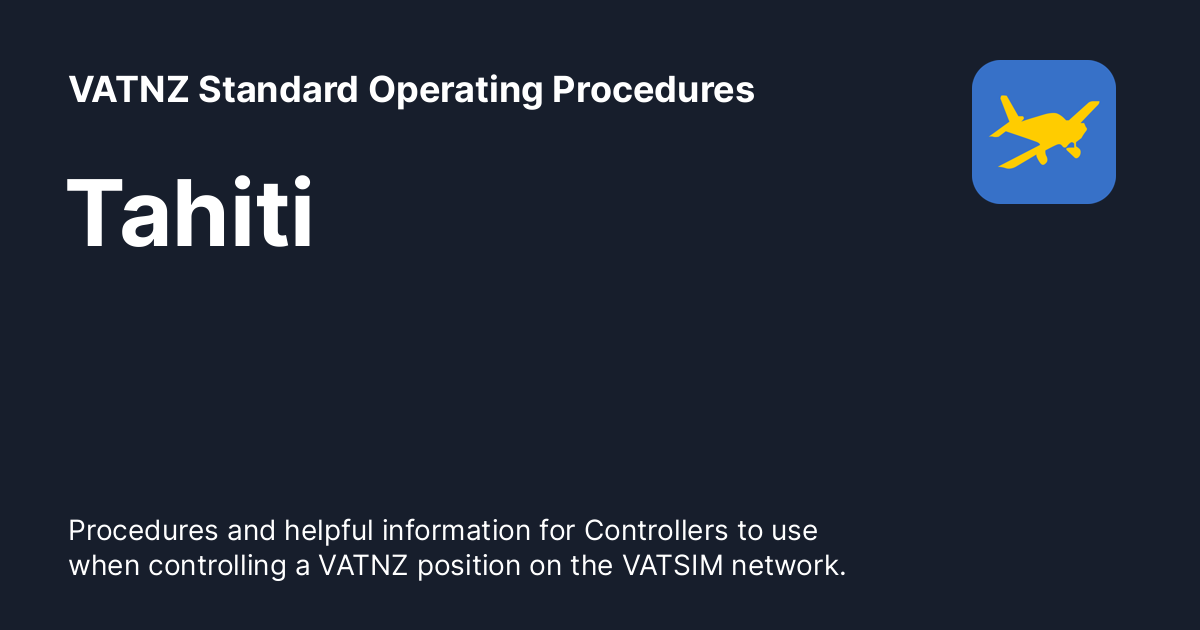 VATNZ Standard Operating Procedures
Tahiti
Procedures and helpful information for Controllers to use
when controlling a VATNZ position on the VATSIM network.